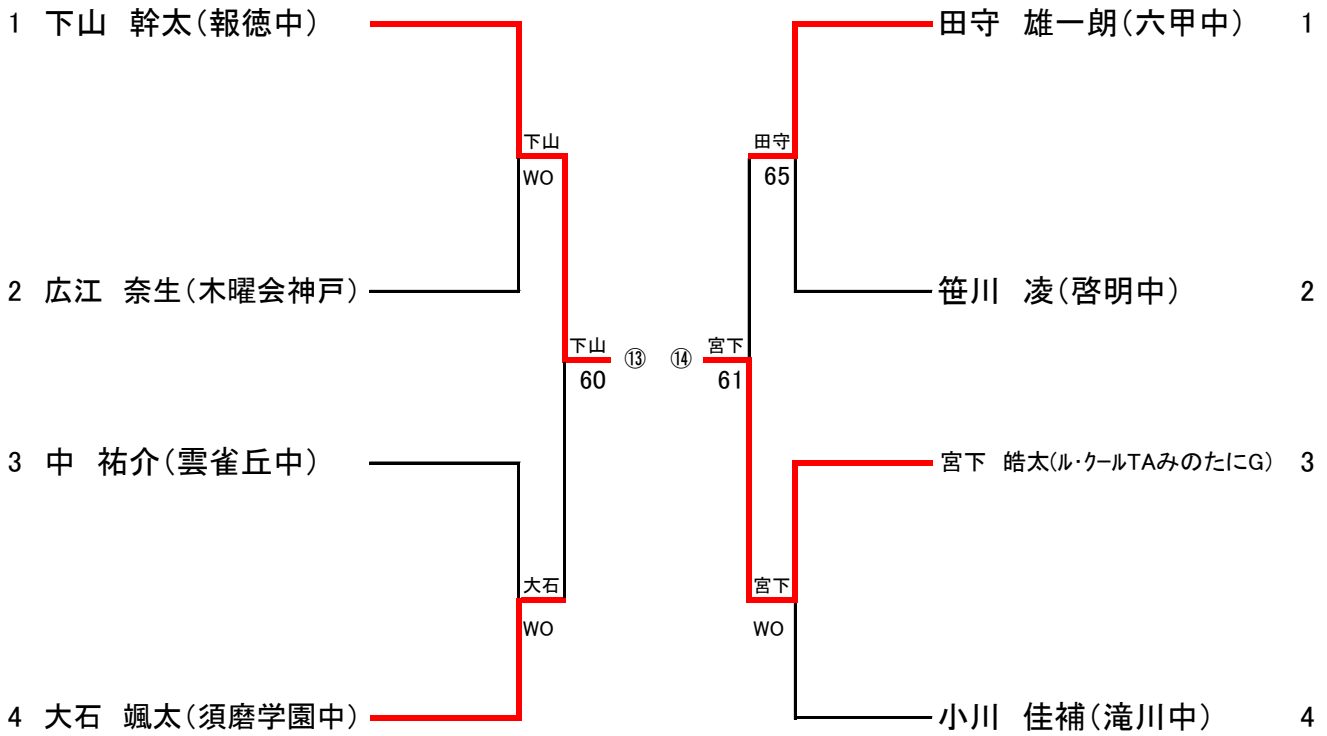 1 下山 幹太(報徳中)
下山
WO
2 広江 奈生(木曜会神戸)
下山 ⑬
60
3 中 祐介(雲雀丘中)
大石
WO
4 大石 颯太(須磨学園中)
田守 雄一朗(六甲中) 1
田守
65
笹川 凌(啓明中) 2
⑭ 宮下
61
宮下 皓太(ル・クールTAみのたにG) 3
宮下
WO
小川 佳補(滝川中) 4